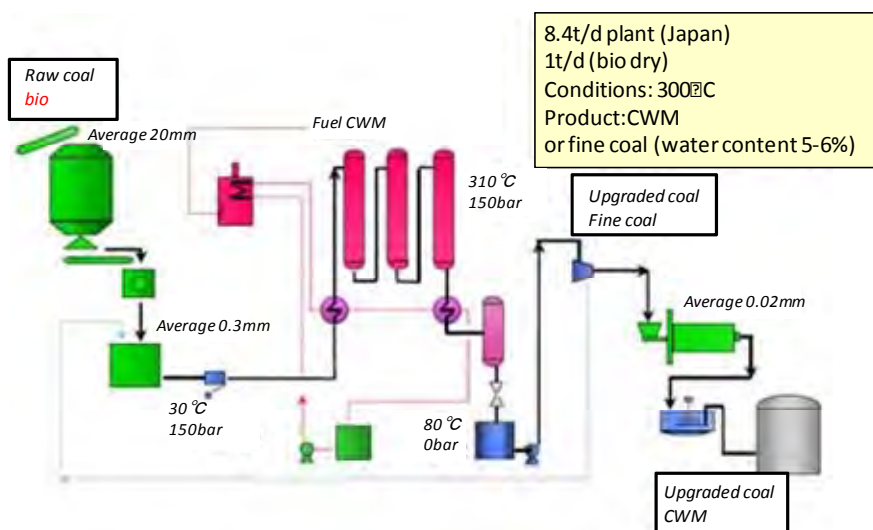 8.4t/d plant (Japan)
1t/d (bio dry)
Conditions: 300⍰C
Product:CWM
or fine coal (water content 5-6%)
Raw coal
bio
Average 20mm
Fuel CWM
310℃
150bar
Upgraded coal
Fine coal
Average 0.3mm
Average 0.02mm
30℃
150bar
80℃
0bar
Upgraded coal
CWM